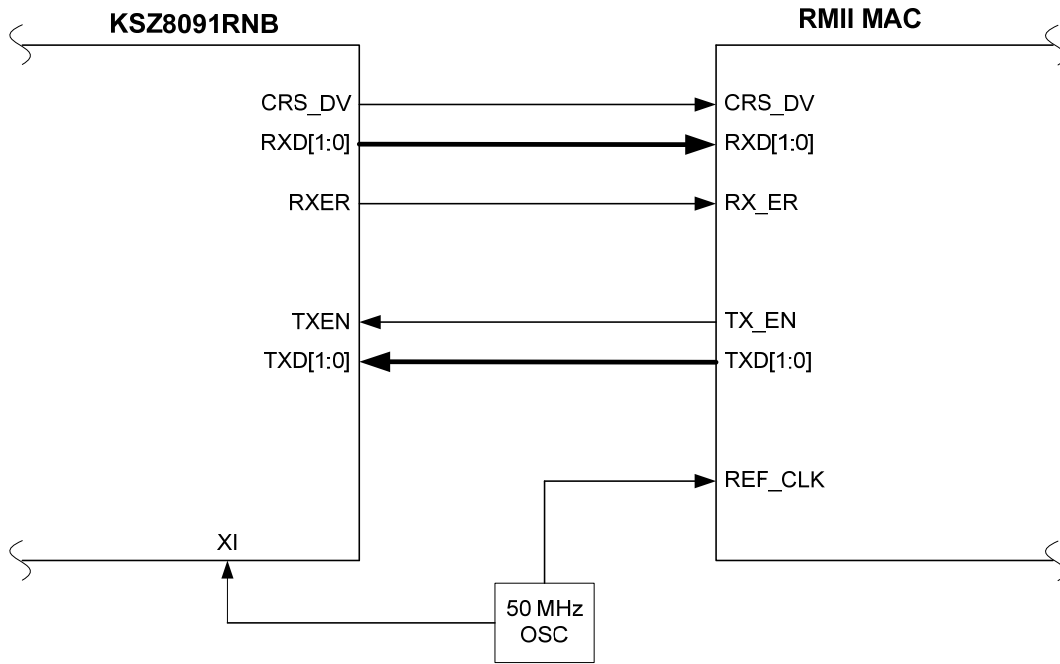 KSZ8091RNB
RMII MAC
CRS_DV
CRS_DV
RXD[1:0]
RXD[1:0]
RXER
RX_ER
TXEN
TX_EN
TXD[1:0]
TXD[1:0]
REF_CLK
XI
50 MHz
OSC